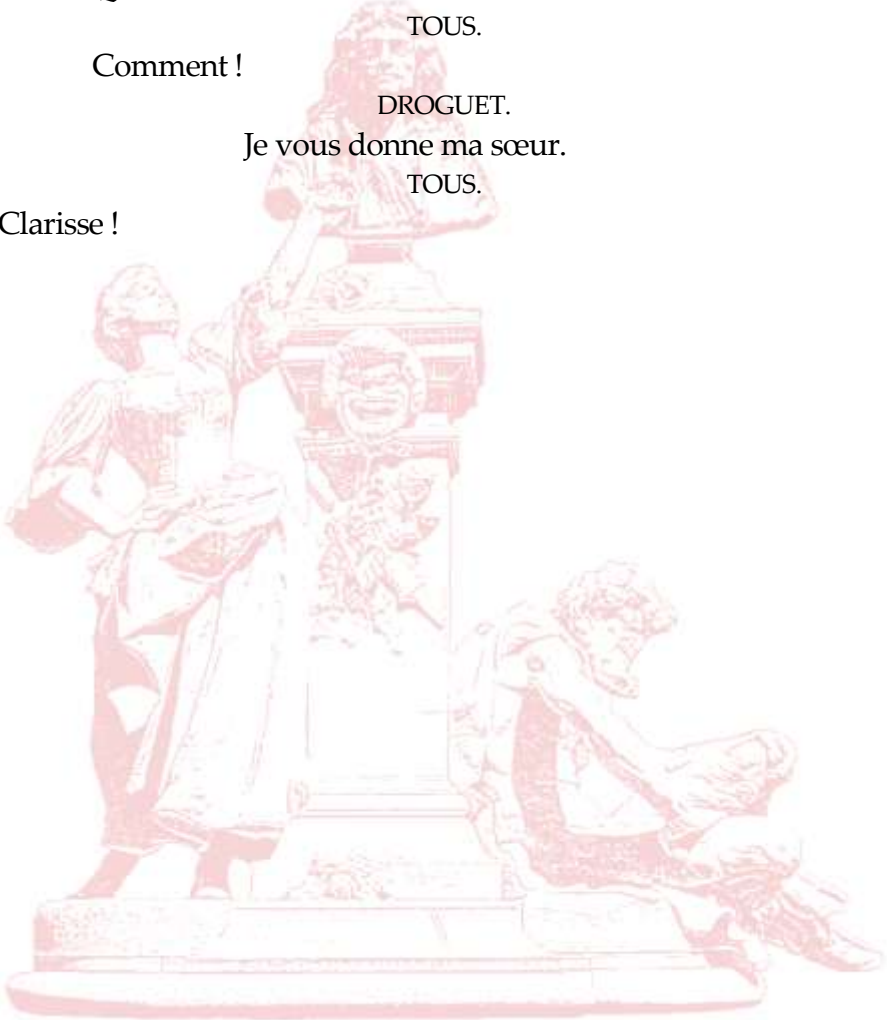 TOUS.
Comment !
DROGUET.
Je vous donne ma sœur.
TOUS.
Clarisse !